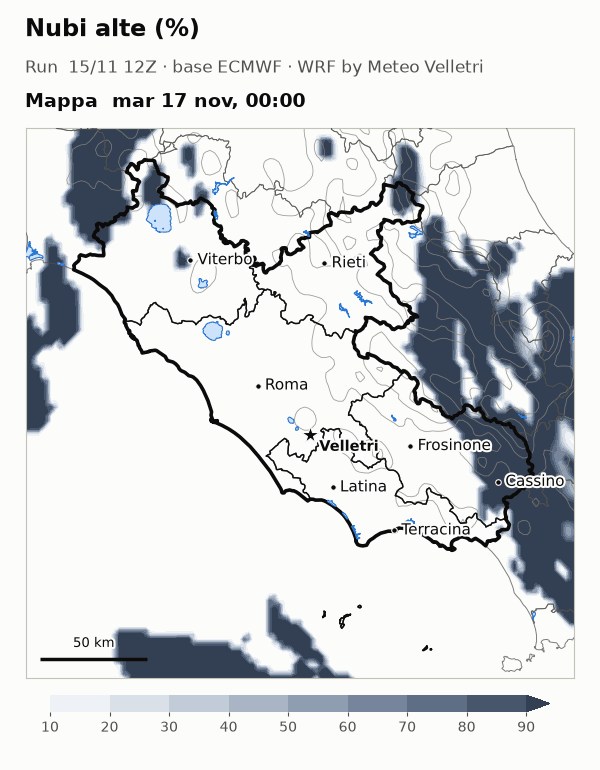 Nubi alte (%)
Run  15/11 12Z · base ECMWF · WRF by Meteo Velletri
Mappa  mar 17 nov, 00:00
Viterbo
Rieti
Roma
Velletri
Frosinone
Latina
Cassino
Terracina
50 km
10 20 30 40 50 60 70 80 90